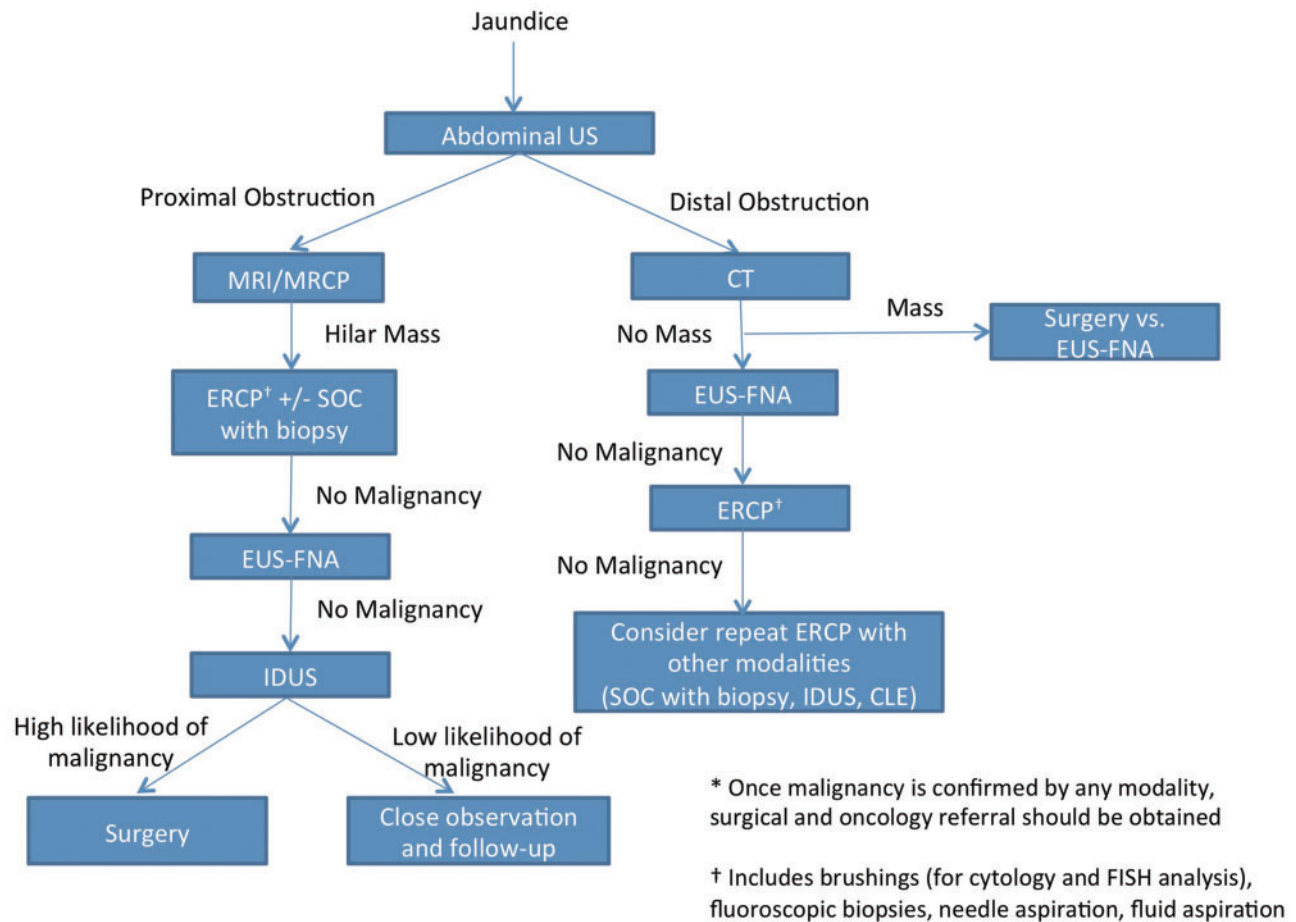 Jaundice
Abdominal US
Proximal Obstruction
Distal Obstruction
MRI/MRCP
CT
Hilar Mass
No Mass
Mass
Surgery vs.
EUS-FNA
ERCP† +/- SOC
with biopsy
EUS-FNA
No Malignancy
No Malignancy
ERCP†
EUS-FNA
No Malignancy
No Malignancy
Consider repeat ERCP with
other modalities
(SOC with biopsy, IDUS, CLE)
IDUS
High likelihood of
malignancy
Low likelihood of
malignancy
Surgery
Close observation
and follow-up
* Once malignancy is confirmed by any modality,
surgical and oncology referral should be obtained
† Includes brushings (for cytology and FISH analysis),
fluoroscopic biopsies, needle aspiration, fluid aspiration